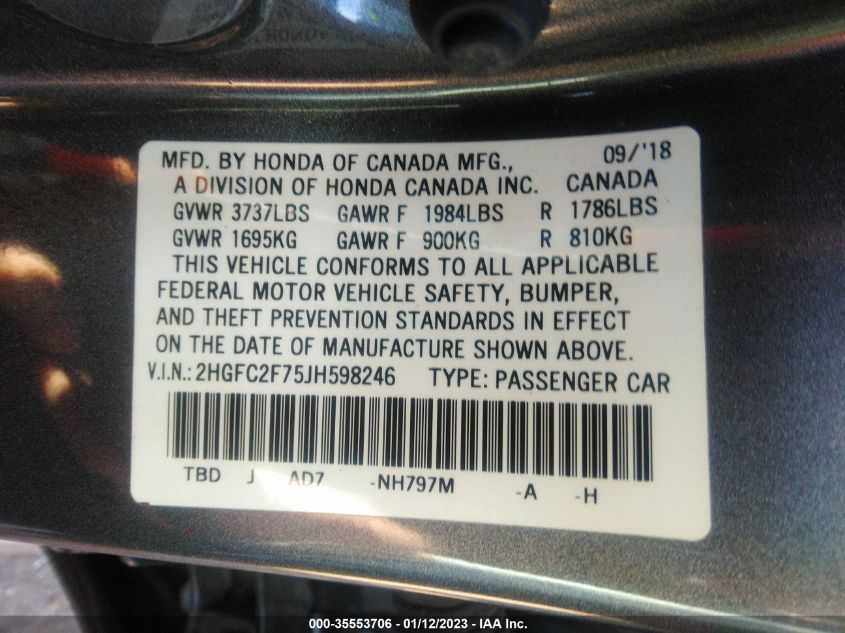 MFD. BY HONDA OF CANADA MFG., 09/'18
A DIVISION OF HONDA CANADA INC. CANADA
GVWR 3737LBS GAWR F 1984LBS R 1786LBS
GVWR 1695KG GAWR F 900KG R 810KG
THIS VEHICLE CONFORMS TO ALL APPLICABLE
FEDERAL MOTOR VEHICLE SAFETY, BUMPER,
AND THEFT PREVENTION STANDARDS IN EFFECT
ON THE DATE OF MANUFACTURE SHOWN ABOVE.
V.I.N.: 2HGFC2F75JH598246 TYPE: PASSENGER CAR
TBD J AD7 -NH797M -A -H
000-35553706 - 01/12/2023 - IAA Inc.